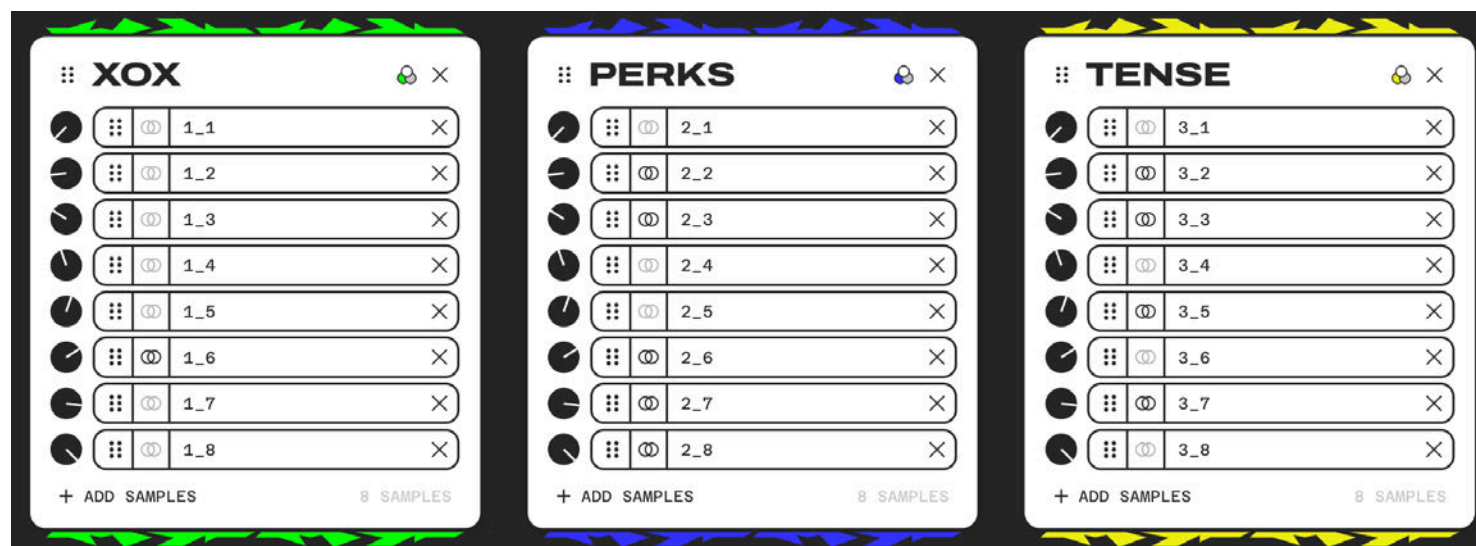 XOX
1_1
1_2
1_3
1_4
1_5
1_6
1_7
1_8
+ ADD SAMPLES
8 SAMPLES
PERKS
2_1
2_2
2_3
2_4
2_5
2_6
2_7
2_8
+ ADD SAMPLES
8 SAMPLES
TENSE
3_1
3_2
3_3
3_4
3_5
3_6
3_7
3_8
+ ADD SAMPLES
8 SAMPLES